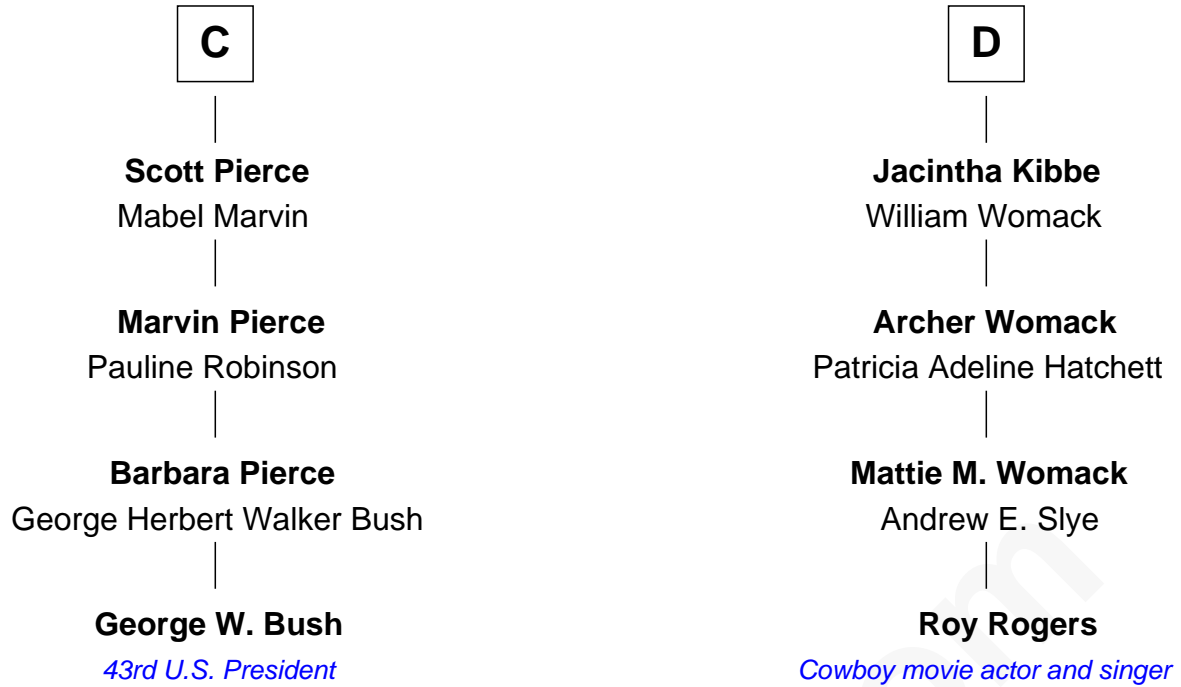 C
Scott Pierce
Mabel Marvin
Marvin Pierce
Pauline Robinson
Barbara Pierce
George Herbert Walker Bush
George W. Bush
43rd U.S. President
D
Jacintha Kibbe
William Womack
Archer Womack
Patricia Adeline Hatchett
Mattie M. Womack
Andrew E. Slye
Roy Rogers
Cowboy movie actor and singer